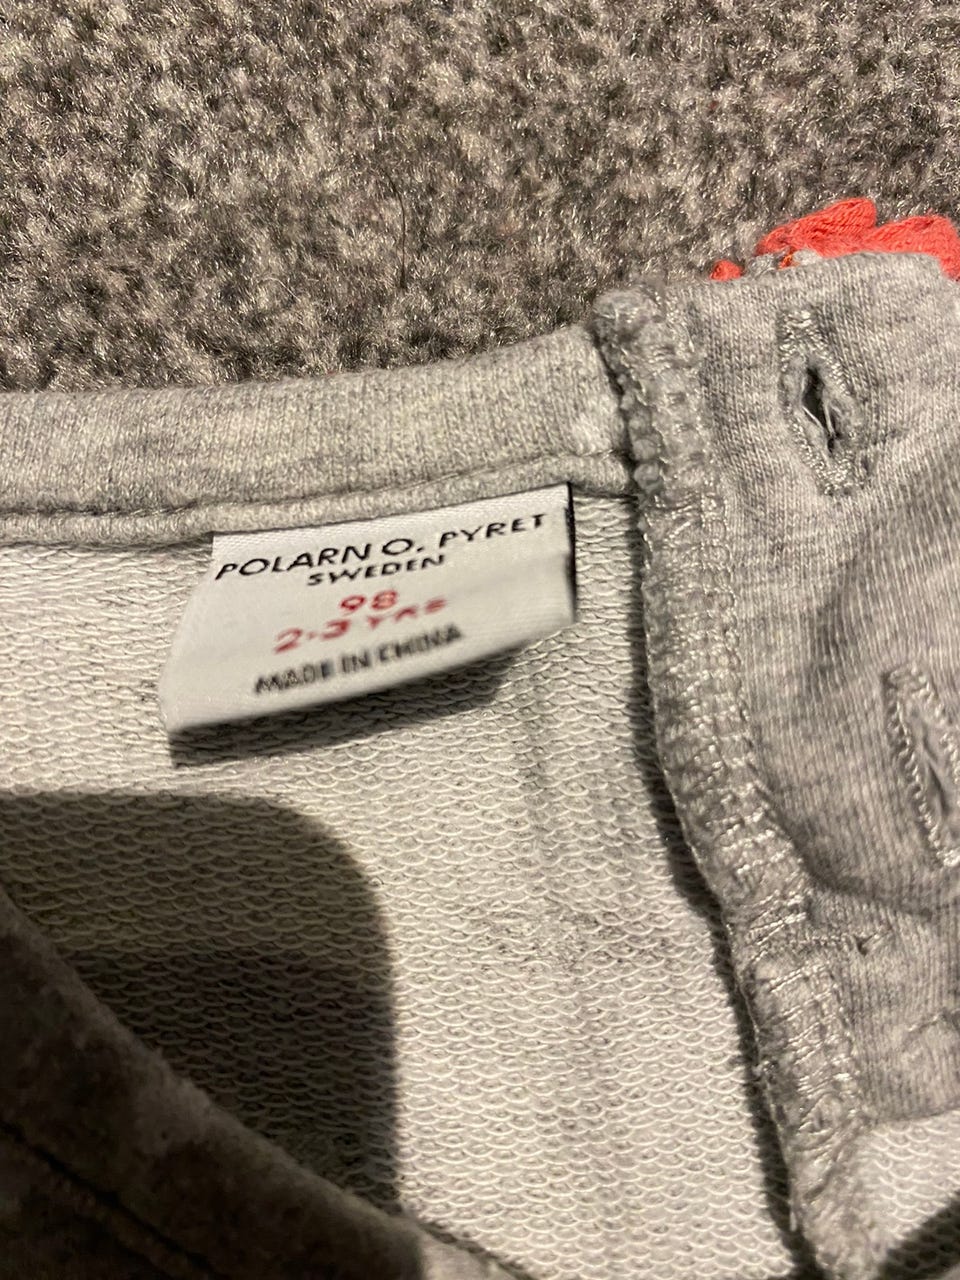 POLARN O. PYRET
SWEDEN
98
2-3 YRS
MADE IN CHINA